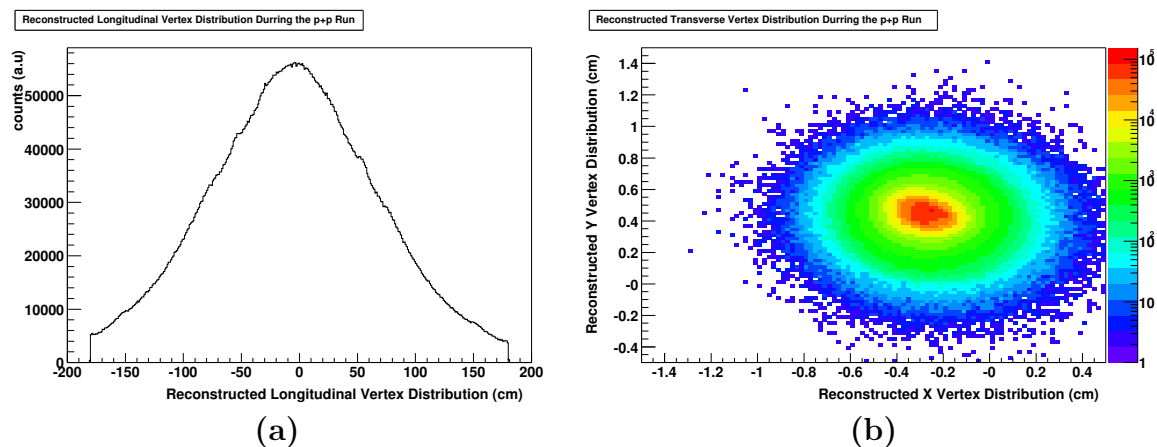 Reconstructed Longitudinal Vertex Distribution Durring the p+p Run
counts (a.u)
50000
40000
30000
20000
10000
0
-200 -150 -100 -50 0 50 100 150 200
Reconstructed Longitudinal Vertex Distribution (cm)
(a)
Reconstructed Transverse Vertex Distribution Durring the p+p Run
Reconstructed Y Vertex Distribution (cm)
1.4
1.2
1
0.8
0.6
0.4
0.2
-0
-0.2
-0.4
-1.4 -1.2 -1 -0.8 -0.6 -0.4 -0.2 -0 0.2 0.4
Reconstructed X Vertex Distribution (cm)
10^5
10^4
10^3
10^2
10
1
(b)